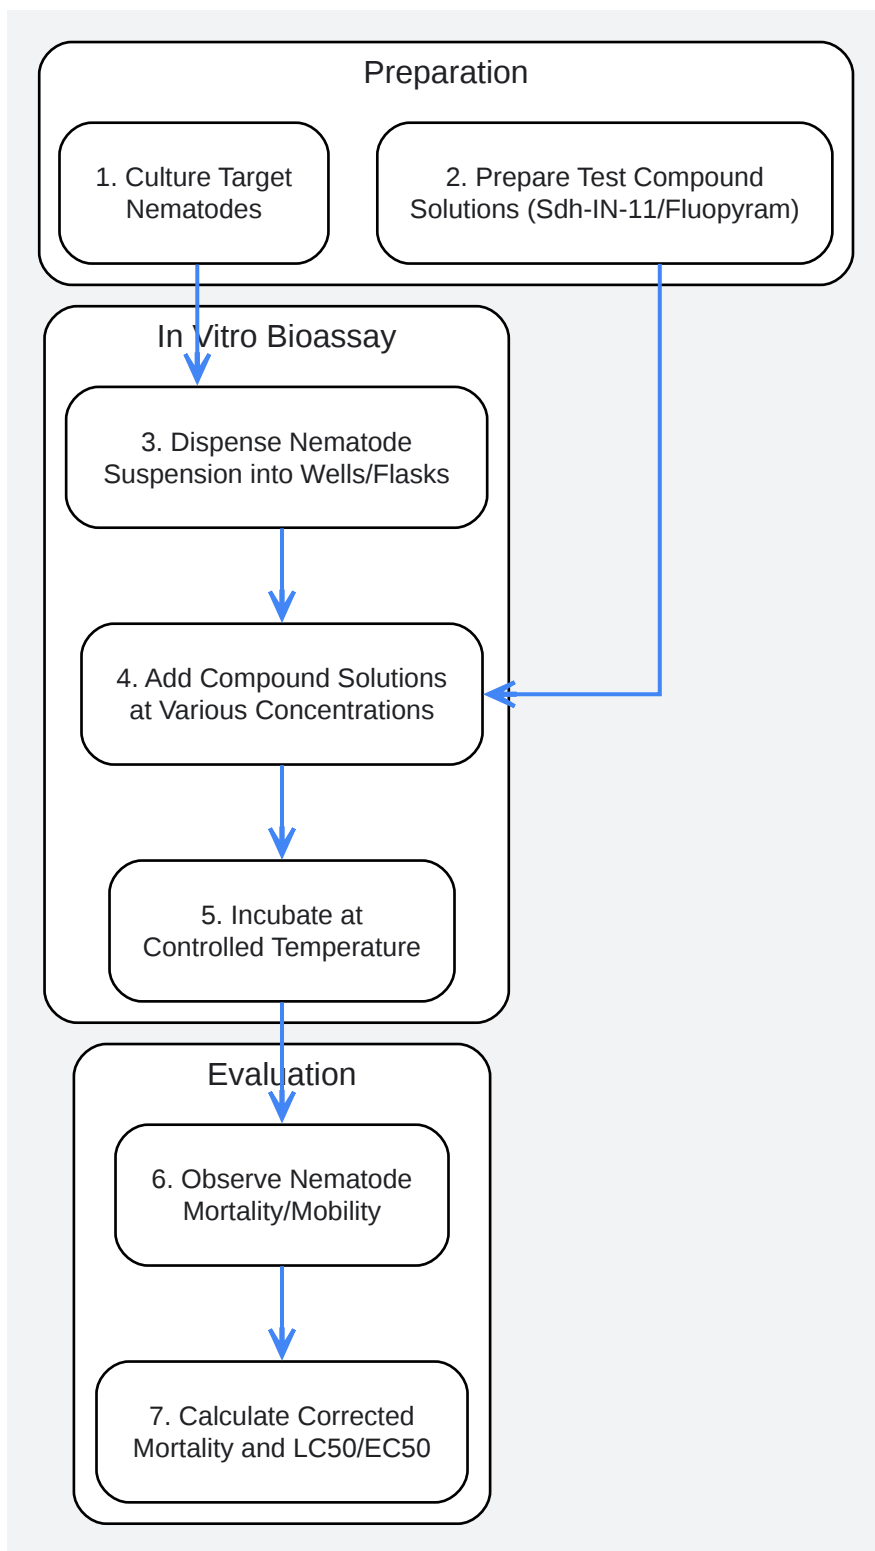 Preparation
1. Culture Target
Nematodes
2. Prepare Test Compound
Solutions (Sdh-IN-11/Fluopyram)
In Vitro Bioassay
3. Dispense Nematode
Suspension into Wells/Flasks
4. Add Compound Solutions
at Various Concentrations
5. Incubate at
Controlled Temperature
Evaluation
6. Observe Nematode
Mortality/Mobility
7. Calculate Corrected
Mortality and LC50/EC50